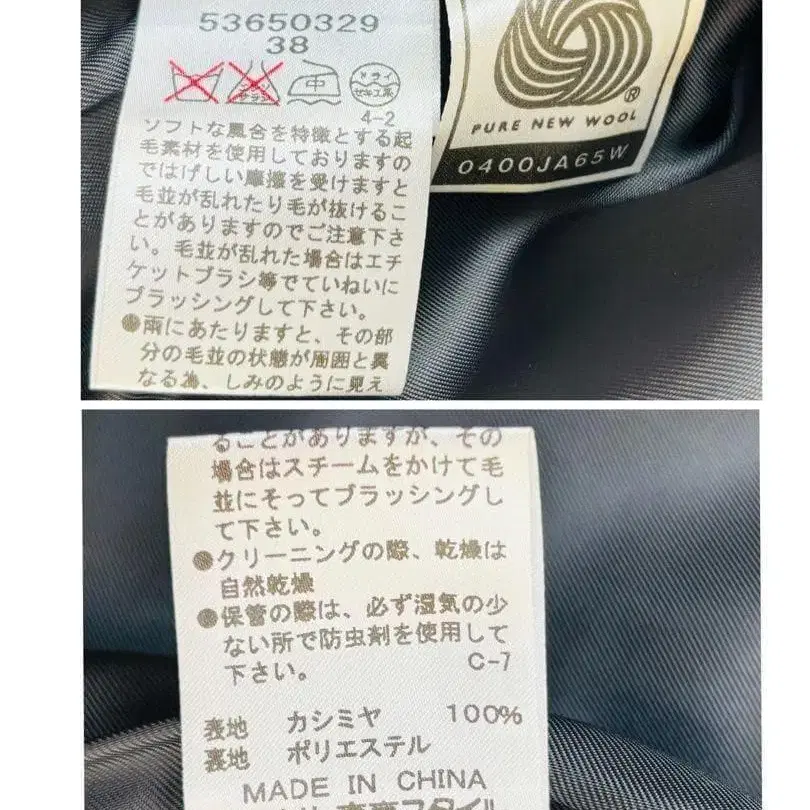 53650329
38
中
ドライ
セキユ系
4-2
ソフトな風合を特徴とする起
毛素材を使用しておりますの
ではげしい摩擦を受けますと
毛並が乱れたり毛が抜けるこ
とがありますのでご注意下さ
い。毛並が乱れた場合はエチ
ケットブラシ等でていねいに
ブラッシングして下さい。
●雨にあたりますと、その部
分の毛並の状態が周囲と異
なる為、しみのように見え
PURE NEW WOOL
0400JA65W
ることがありますが、その
場合はスチームをかけて毛
並にそってブラッシングし
て下さい。
●クリーニングの際、乾燥は
自然乾燥
●保管の際は、必ず湿気の少
ない所で防虫剤を使用して
下さい。 C-7
表地 カシミヤ 100%
裏地 ポリエステル
MADE IN CHINA